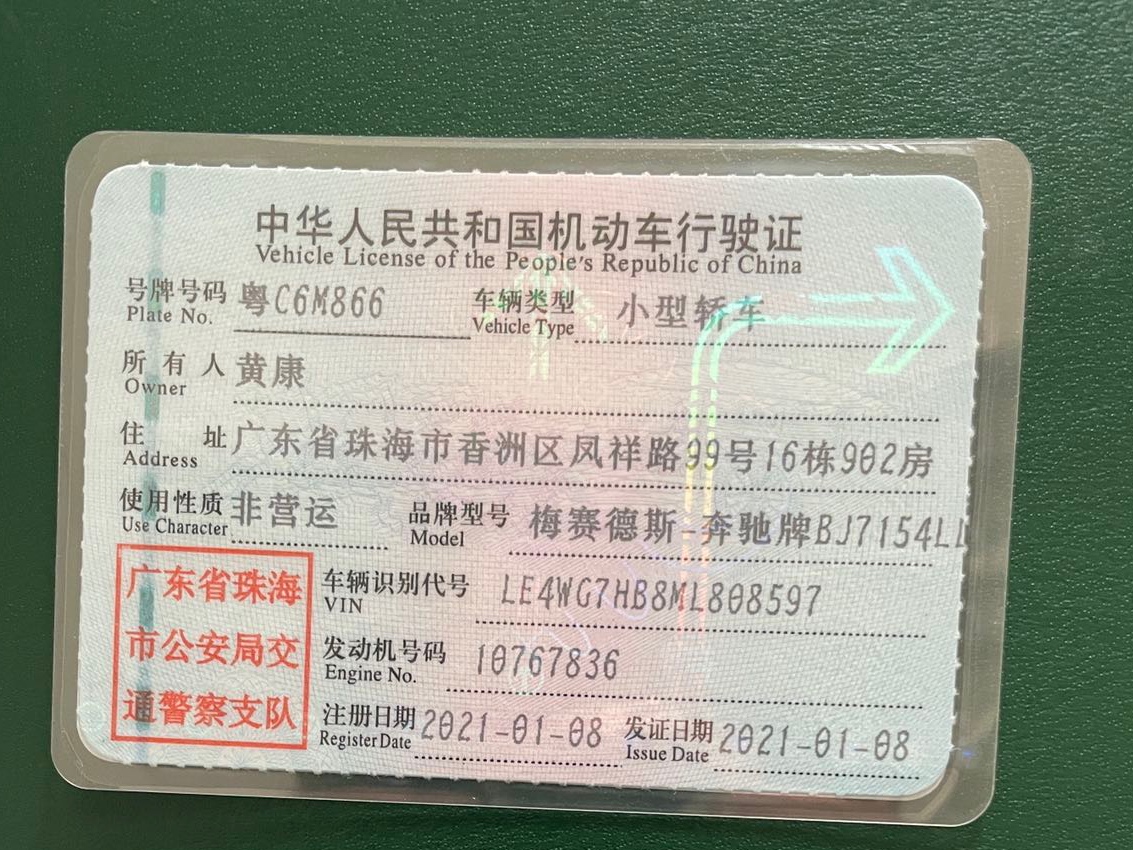 中华人民共和国机动车行驶证
Vehicle License of the People's Republic of China
号牌号码 粤C6M866 车辆类型 小型轿车
Plate No. Vehicle Type
所有人 黄康
Owner
住址 广东省珠海市香洲区凤祥路99号16栋902房
Address
使用性质 非营运 品牌型号 梅赛德斯-奔驰牌BJ7154LL
Use Character Model
广东省珠海
市公安局交
通警察支队
车辆识别代号 LE4WG7HB8ML808597
VIN
发动机号码 10767836
Engine No.
注册日期 2021-01-08 发证日期 2021-01-08
Register Date Issue Date